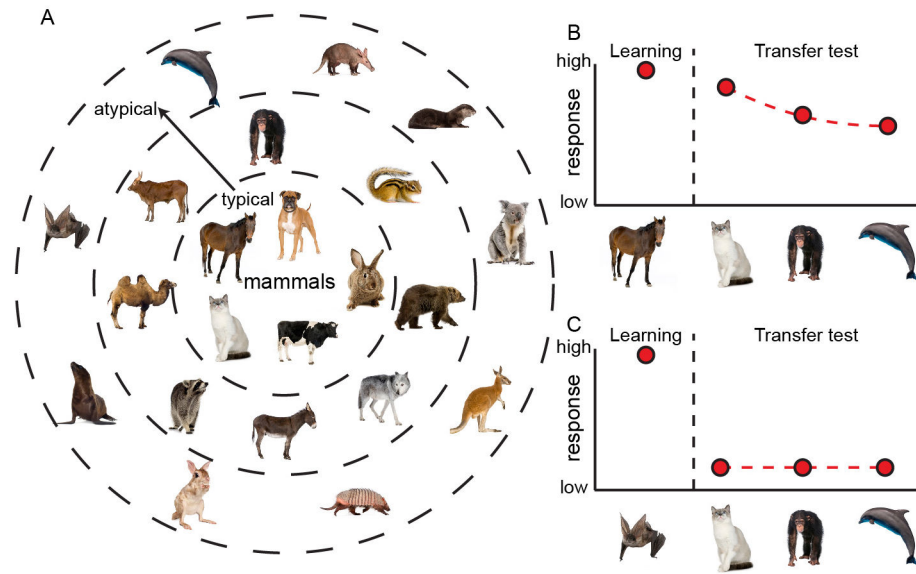 A
atypical
typical
mammals
B
Learning
Transfer test
high
response
low
C
Learning
Transfer test
high
response
low